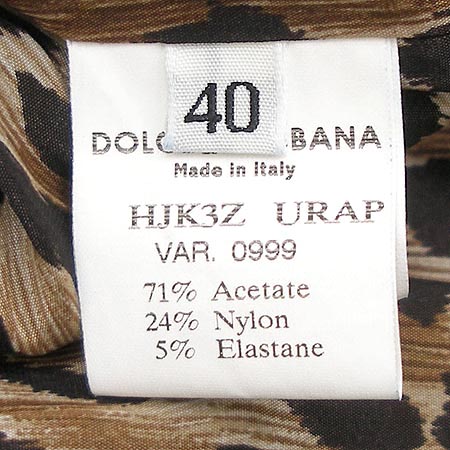 40
DOLC BANA
Made in Italy
HJK3Z URAP
VAR. 0999
71% Acetate
24% Nylon
5% Elastane